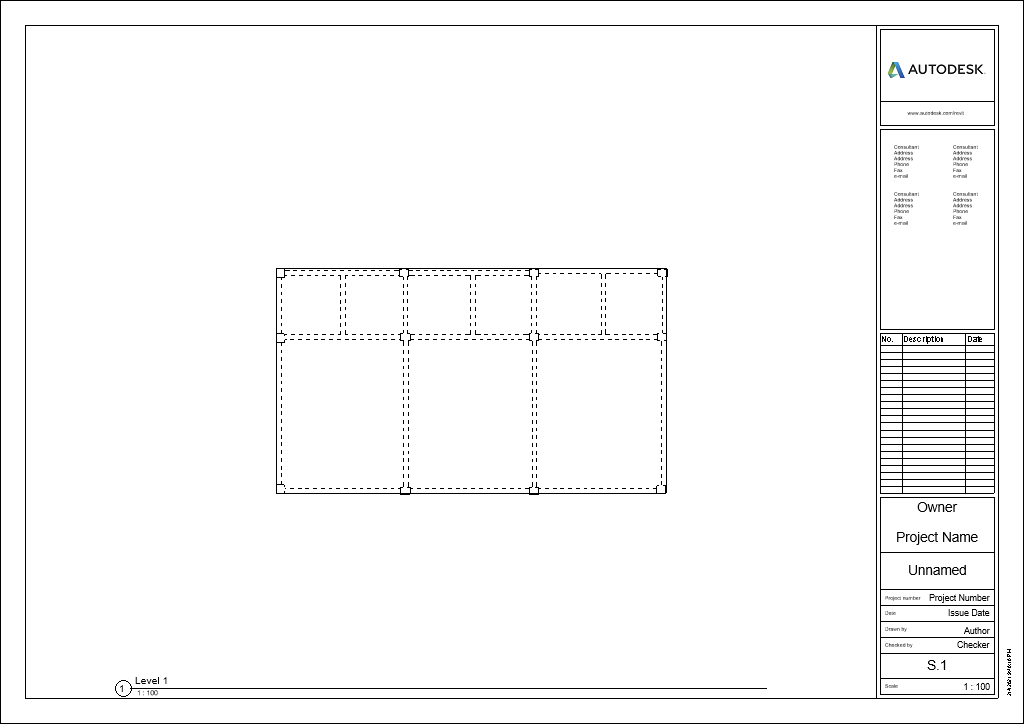 AUTODESK.
www.autodesk.com/revit
Consultant
Address
Address
Phone
Fax
e-mail
Consultant
Address
Address
Phone
Fax
e-mail
Consultant
Address
Address
Phone
Fax
e-mail
Consultant
Address
Address
Phone
Fax
e-mail
No. Description Date
Owner
Project Name
Unnamed
Project number Project Number
Date Issue Date
Drawn by Author
Checked by Checker
S.1
Scale 1 : 100
1 Level 1
1 : 100